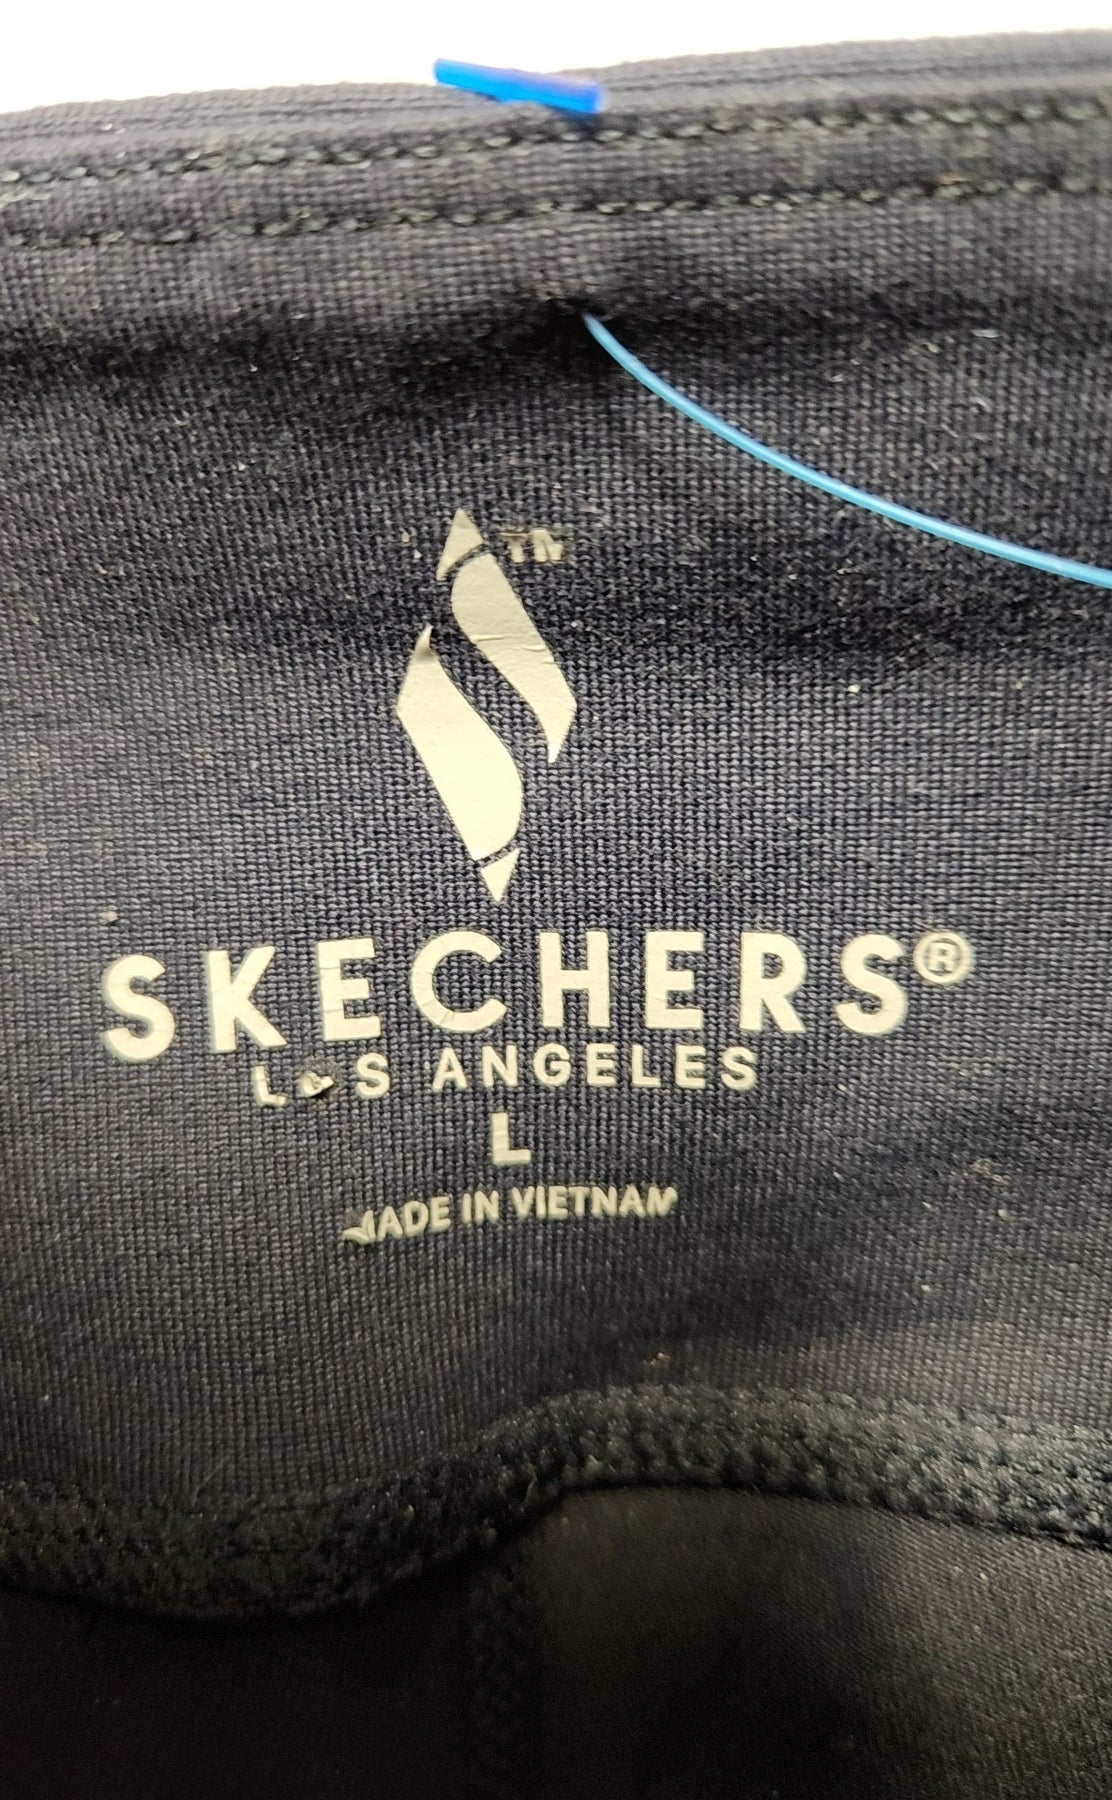 TM
SKECHERS®
LOS ANGELES
L
MADE IN VIETNAM